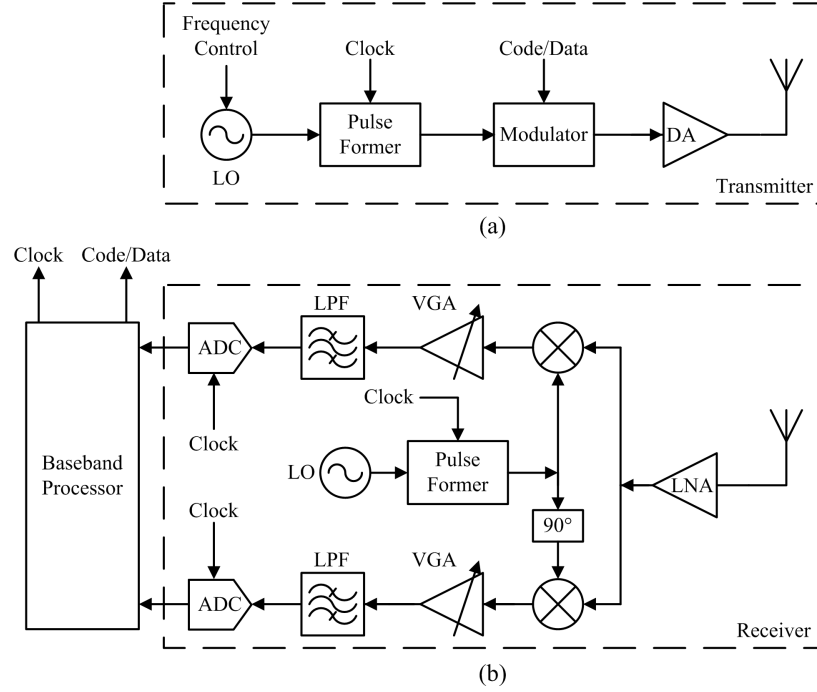 Frequency
Control
Clock
Code/Data
LO
Pulse
Former
Modulator
DA
Transmitter
(a)
Clock
Code/Data
LPF
VGA
ADC
Clock
Clock
Baseband
Processor
LO
Pulse
Former
LNA
Clock
90°
LPF
VGA
ADC
Receiver
(b)